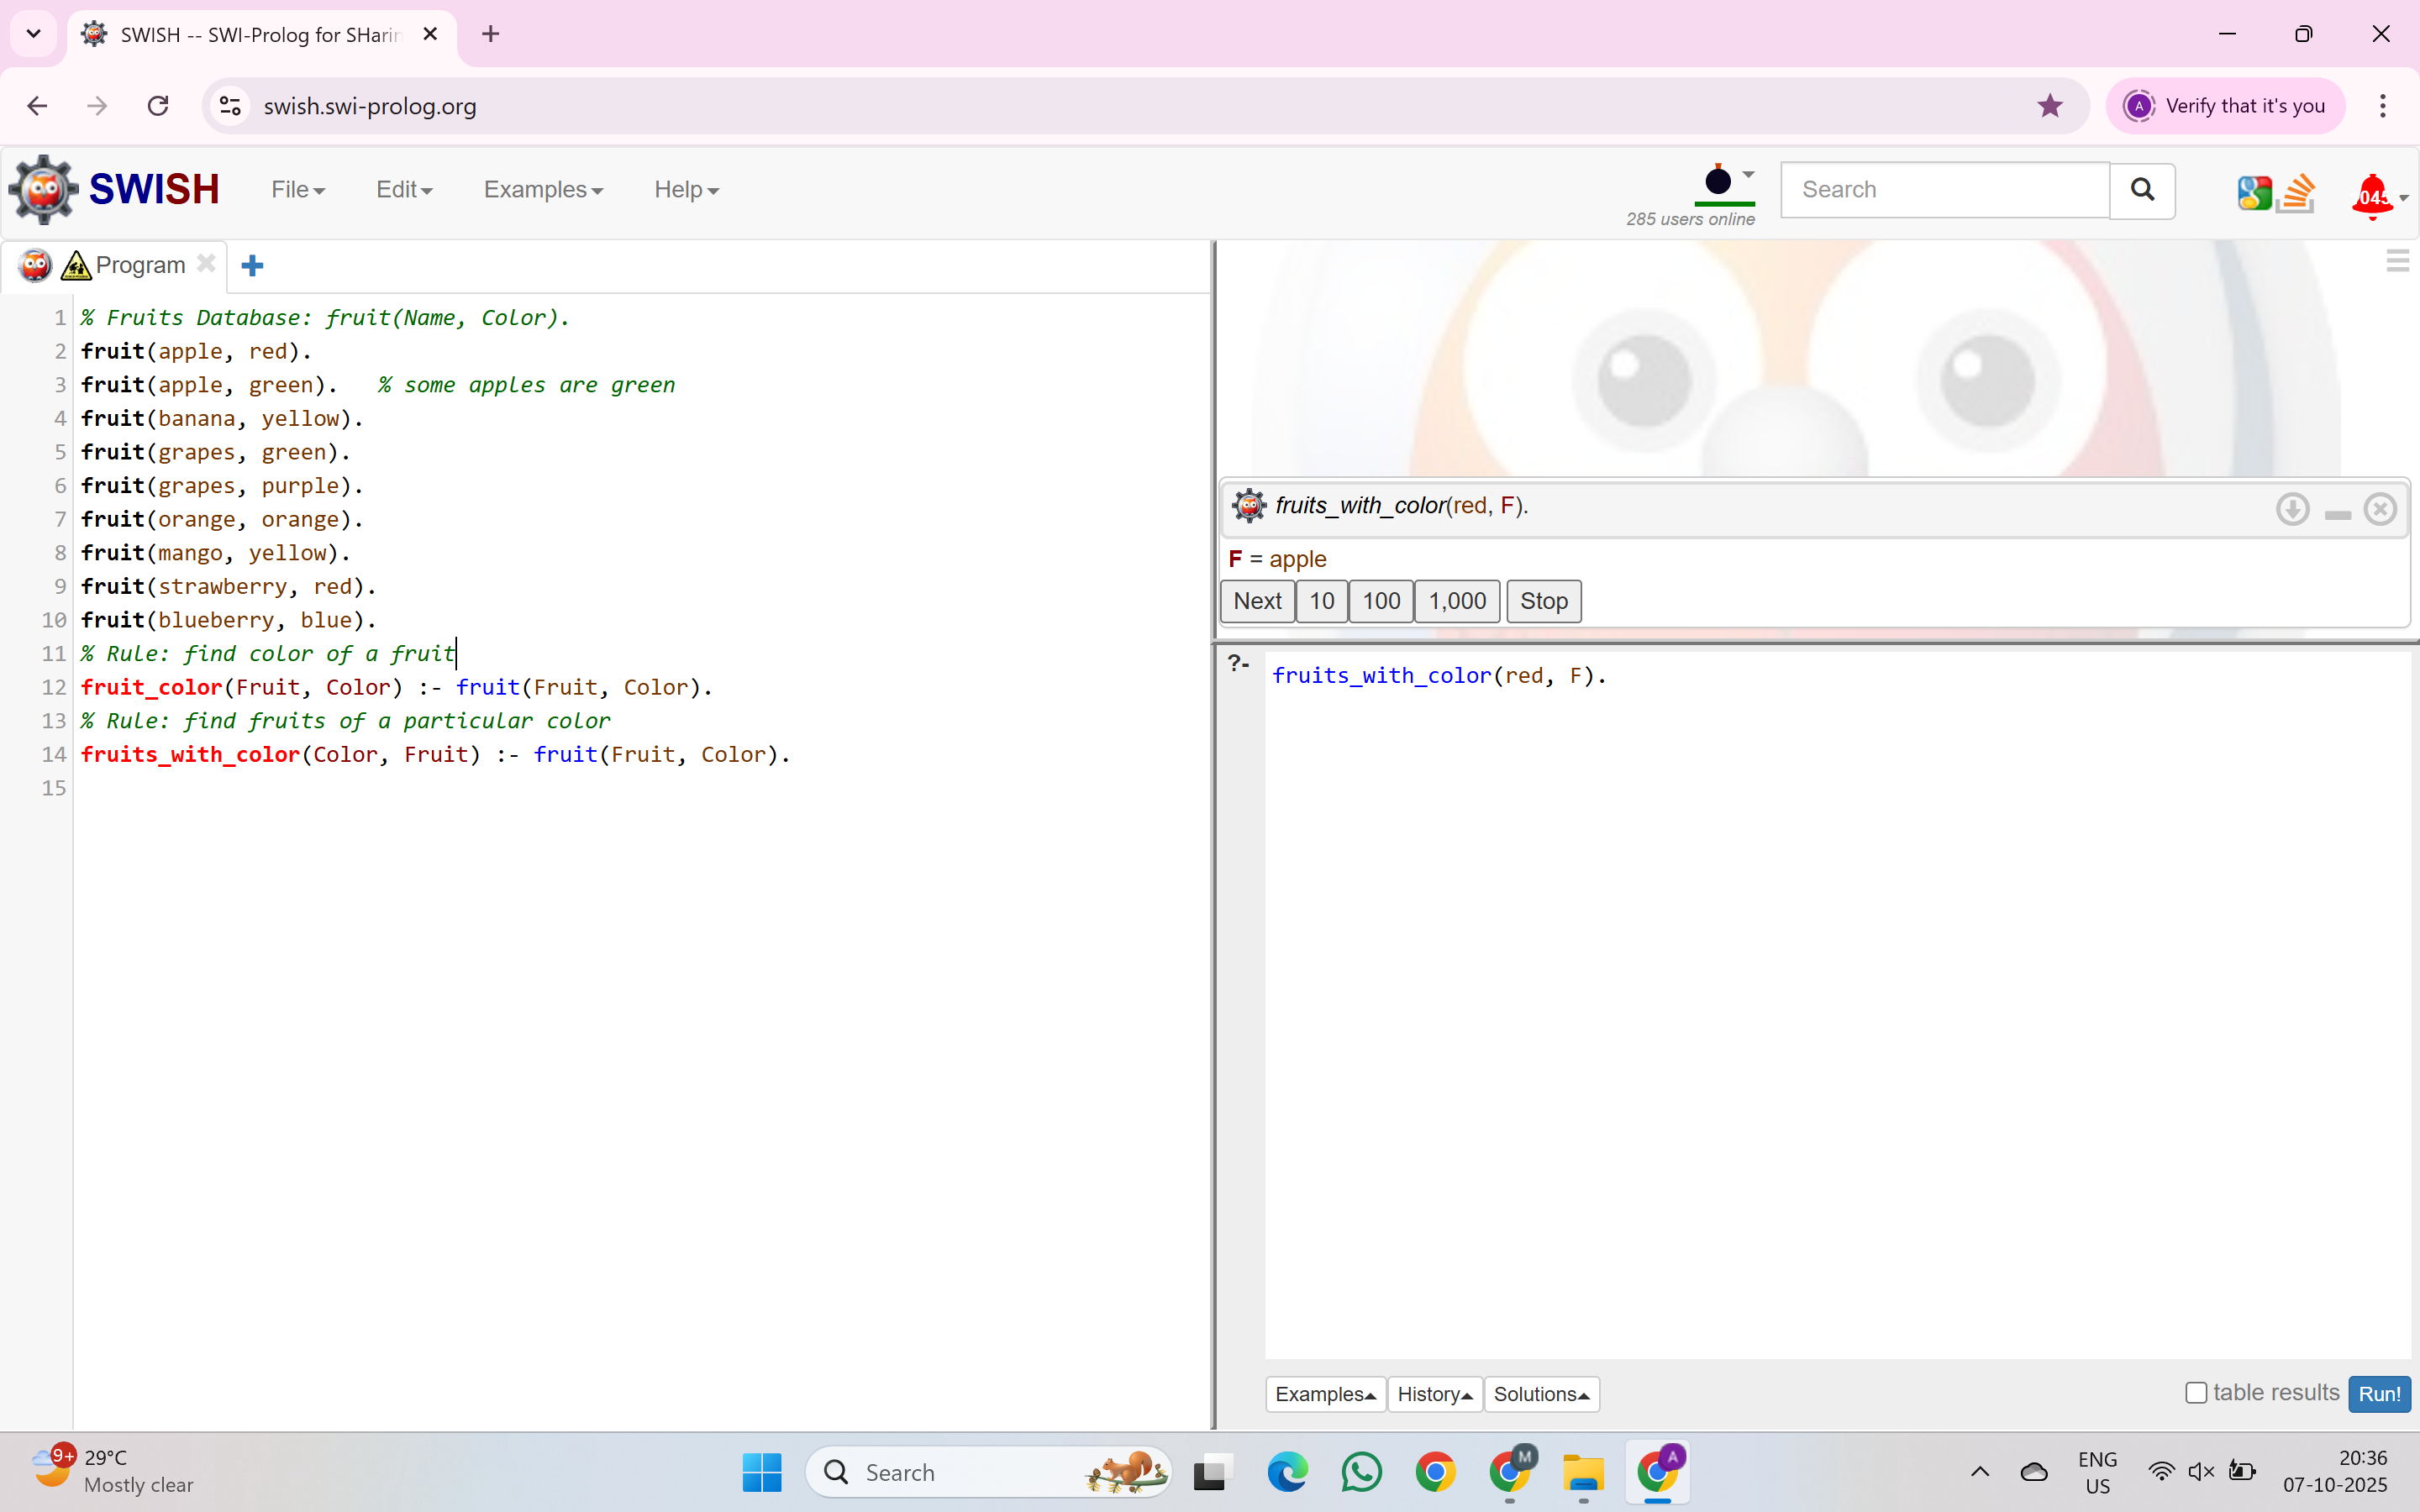 SWISH -- SWI-Prolog for SHarin
swish.swi-prolog.org
A
Verify that it's you
SWISH
File
Edit
Examples
Help
285 users online
Search
Program
1 % Fruits Database: fruit(Name, Color).
2 fruit(apple, red).
3 fruit(apple, green).   % some apples are green
4 fruit(banana, yellow).
5 fruit(grapes, green).
6 fruit(grapes, purple).
7 fruit(orange, orange).
8 fruit(mango, yellow).
9 fruit(strawberry, red).
10 fruit(blueberry, blue).
11 % Rule: find color of a fruit
12 fruit_color(Fruit, Color) :- fruit(Fruit, Color).
13 % Rule: find fruits of a particular color
14 fruits_with_color(Color, Fruit) :- fruit(Fruit, Color).
15
fruits_with_color(red, F).
F = apple
Next 10 100 1,000 Stop
?- fruits_with_color(red, F).
Examples History Solutions
table results Run!
9+
29°C
Mostly clear
Search
M
A
ENG
US
20:36
07-10-2025